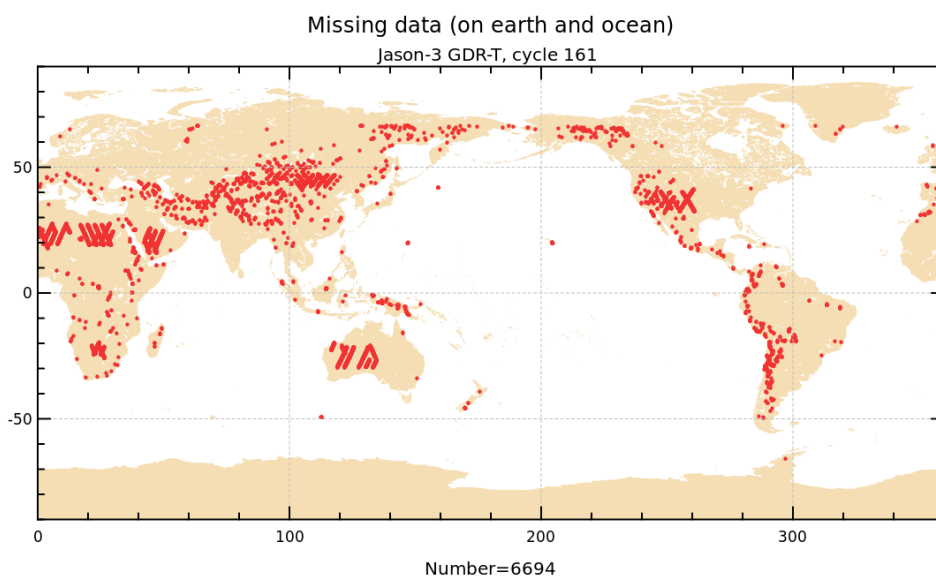 Missing data (on earth and ocean)
Jason-3 GDR-T, cycle 161
50
0
-50
0 100 200 300
Number=6694